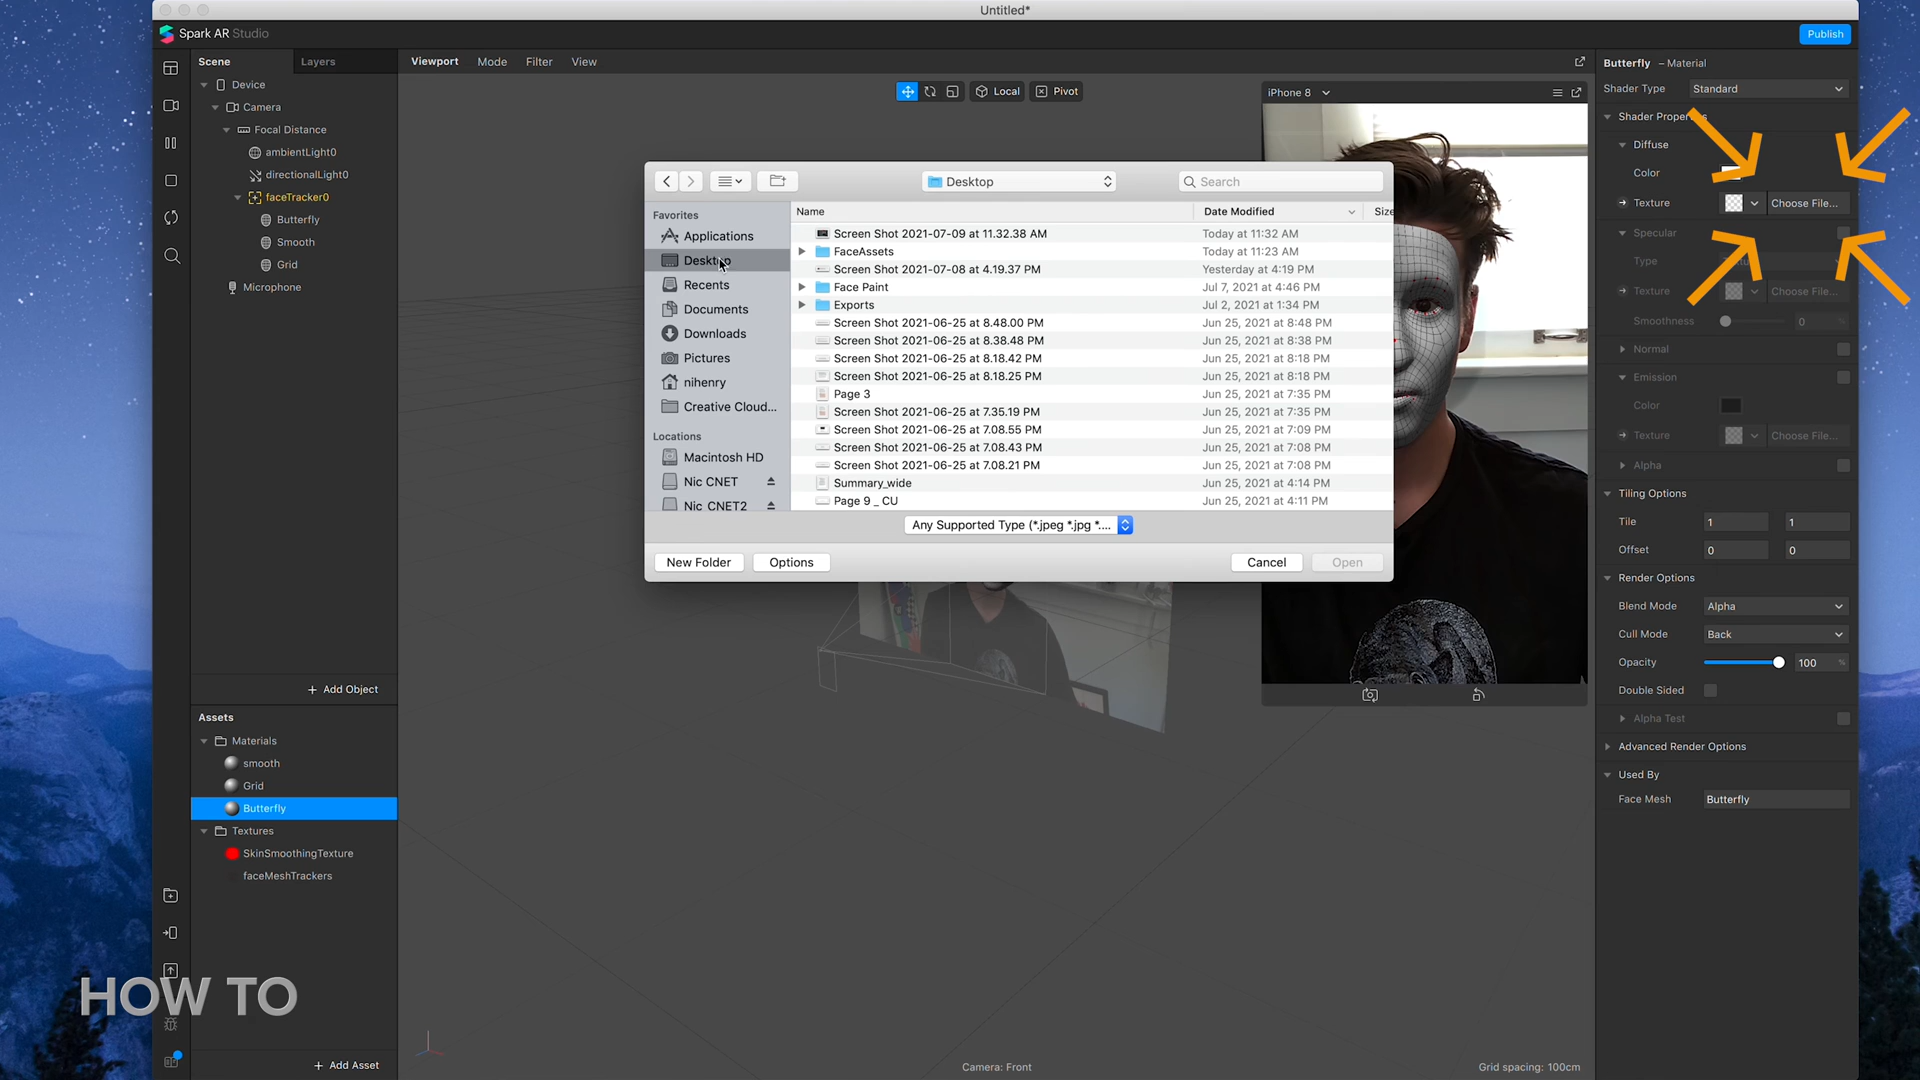 Untitled*
Spark AR Studio
Publish
Scene
Layers
Viewport
Mode
Filter
View
Butterfly – Material
Device
Camera
Focal Distance
ambientLight0
directionalLight0
faceTracker0
Butterfly
Smooth
Grid
Microphone
Local
Pivot
iPhone 8
Shader Type
Standard
Shader Proper
Diffuse
Color
Texture
Choose File...
Specular
Type
Texture
Choose File...
Smoothness
0
%
Normal
Emission
Color
Texture
Choose File...
Alpha
Tiling Options
Tile
1
1
Offset
0
0
Render Options
Blend Mode
Alpha
Cull Mode
Back
Opacity
100
%
Double Sided
Alpha Test
Advanced Render Options
Used By
Face Mesh
Butterfly
Desktop
Search
Favorites
Applications
Desktop
Recents
Documents
Downloads
Pictures
nihenry
Creative Cloud...
Locations
Macintosh HD
Nic CNET
Nic CNET2
Name
Date Modified
Size
Screen Shot 2021-07-09 at 11.32.38 AM
Today at 11:32 AM
FaceAssets
Today at 11:23 AM
Screen Shot 2021-07-08 at 4.19.37 PM
Yesterday at 4:19 PM
Face Paint
Jul 7, 2021 at 4:46 PM
Exports
Jul 2, 2021 at 1:34 PM
Screen Shot 2021-06-25 at 8.48.00 PM
Jun 25, 2021 at 8:48 PM
Screen Shot 2021-06-25 at 8.38.48 PM
Jun 25, 2021 at 8:38 PM
Screen Shot 2021-06-25 at 8.18.42 PM
Jun 25, 2021 at 8:18 PM
Screen Shot 2021-06-25 at 8.18.25 PM
Jun 25, 2021 at 8:18 PM
Page 3
Jun 25, 2021 at 7:35 PM
Screen Shot 2021-06-25 at 7.35.19 PM
Jun 25, 2021 at 7:35 PM
Screen Shot 2021-06-25 at 7.08.55 PM
Jun 25, 2021 at 7:09 PM
Screen Shot 2021-06-25 at 7.08.43 PM
Jun 25, 2021 at 7:08 PM
Screen Shot 2021-06-25 at 7.08.21 PM
Jun 25, 2021 at 7:08 PM
Summary_wide
Jun 25, 2021 at 4:14 PM
Page 9 _ CU
Jun 25, 2021 at 4:11 PM
Any Supported Type (*.jpeg *.jpg *....
New Folder
Options
Cancel
Open
+ Add Object
Assets
Materials
smooth
Grid
Butterfly
Textures
SkinSmoothingTexture
faceMeshTrackers
+ Add Asset
HOW TO
Camera: Front
Grid spacing: 100cm